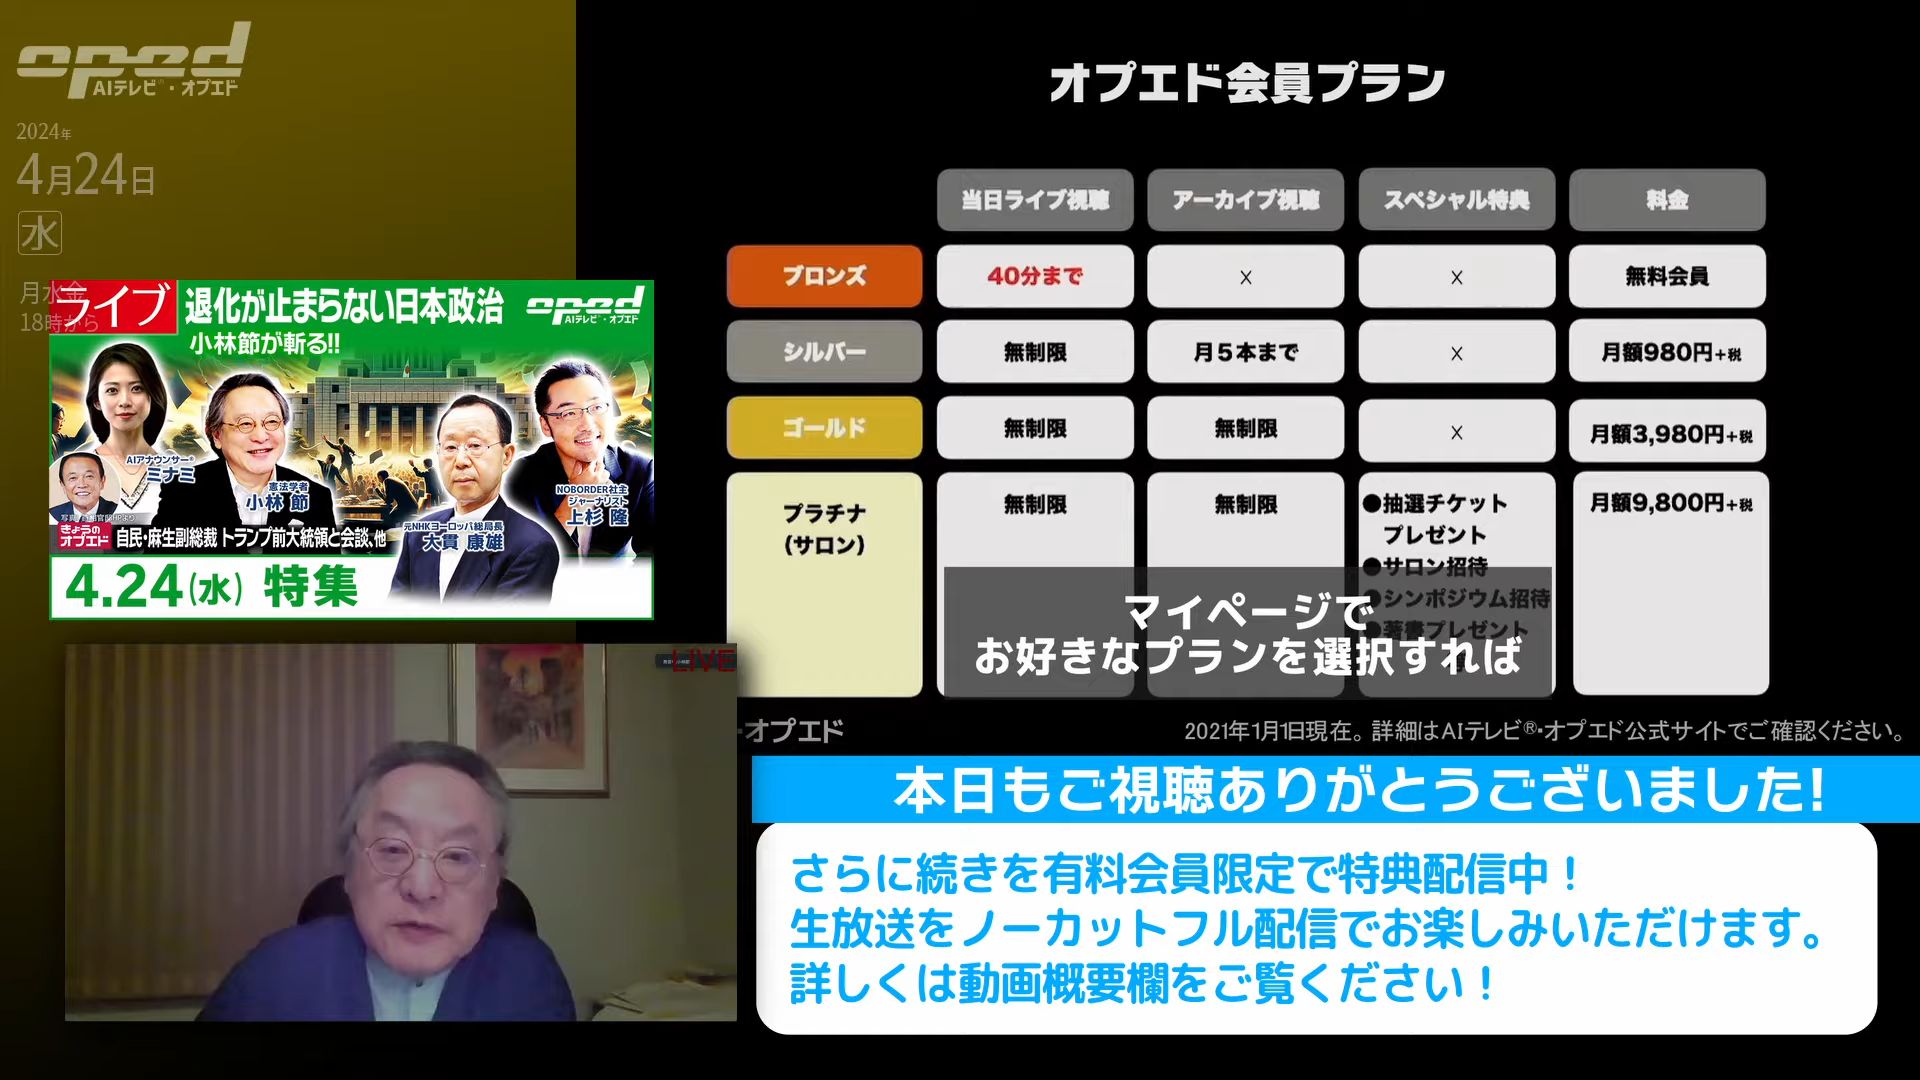 oped
AIテレビ®・オプエド
2024年
4月24日
水
月水金
18時から
ライブ
退化が止まらない日本政治
oped
AIテレビ®・オプエド
小林節が斬る!!
AIアナウンサー®
ミナミ
憲法学者
小林 節
元NHKヨーロッパ総局長
大貫 康雄
NOBORDER社主
ジャーナリスト
上杉 隆
きょうの
オプエド
自民・麻生副総裁 トランプ前大統領と会談、他
4.24(水) 特集
LIVE
オプエド会員プラン
当日ライブ視聴 アーカイブ視聴 スペシャル特典 料金
ブロンズ 40分まで × × 無料会員
シルバー 無制限 月5本まで × 月額980円+税
ゴールド 無制限 無制限 × 月額3,980円+税
プラチナ
(サロン)
無制限 無制限
●抽選チケット
プレゼント
●サロン招待
●シンポジウム招待
●著書プレゼント
月額9,800円+税
マイページで
お好きなプランを選択すれば
・オプエド
2021年1月1日現在。詳細はAIテレビ®・オプエド公式サイトでご確認ください。
本日もご視聴ありがとうございました!
さらに続きを有料会員限定で特典配信中！
生放送をノーカットフル配信でお楽しみいただけます。
詳しくは動画概要欄をご覧ください！